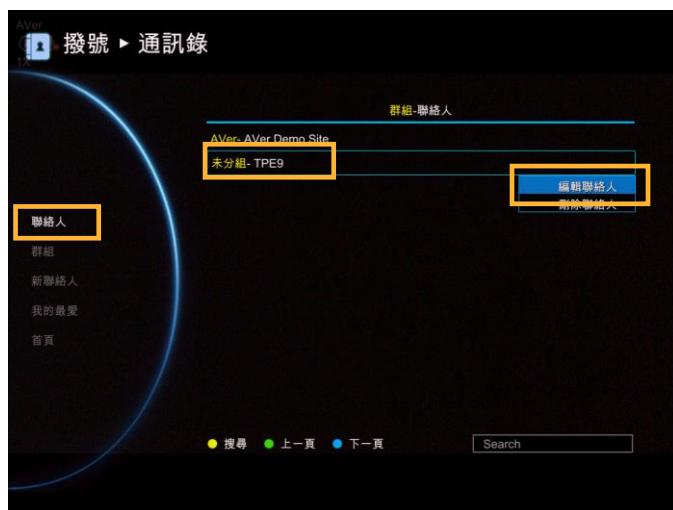 AVer
撥號 ► 通訊錄
1X
群組-聯絡人
AVer- AVer Demo Site
未分組- TPE9
編輯聯絡人
刪除聯絡人
聯絡人
群組
新聯絡人
我的最愛
首頁
搜尋 上一頁 下一頁 Search